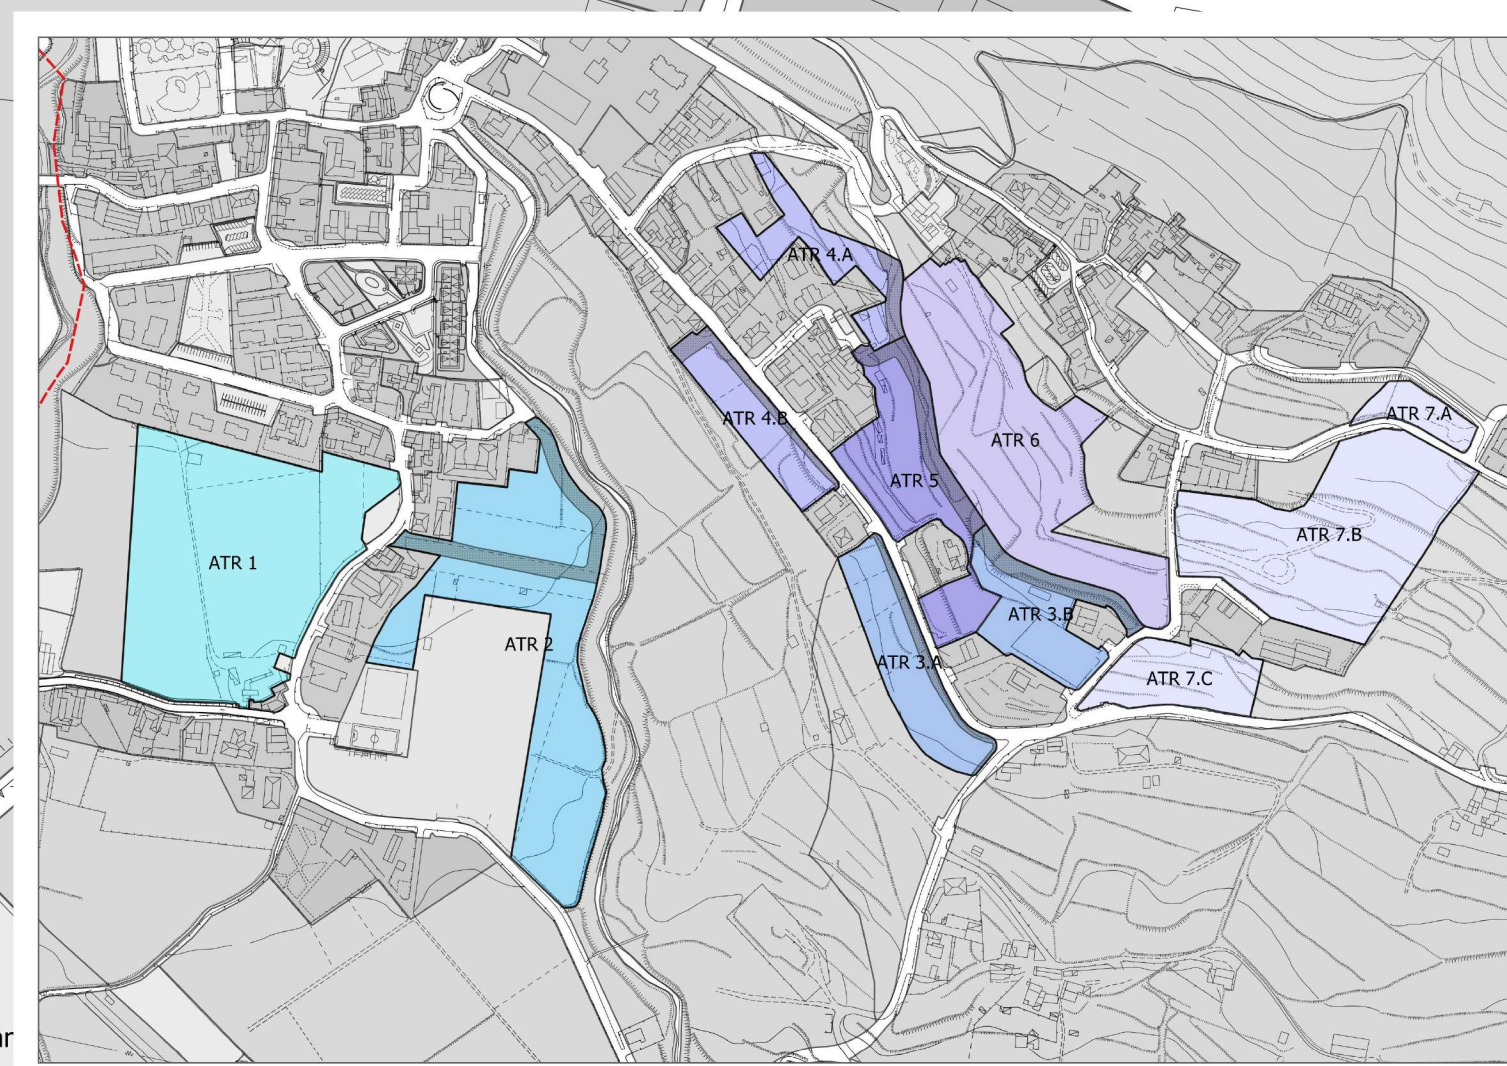 ATR 4.A
ATR 7.A
ATR 4.B
ATR 6
ATR 5
ATR 7.B
ATR 1
ATR 3.B
ATR 2
ATR 3.A
ATR 7.C